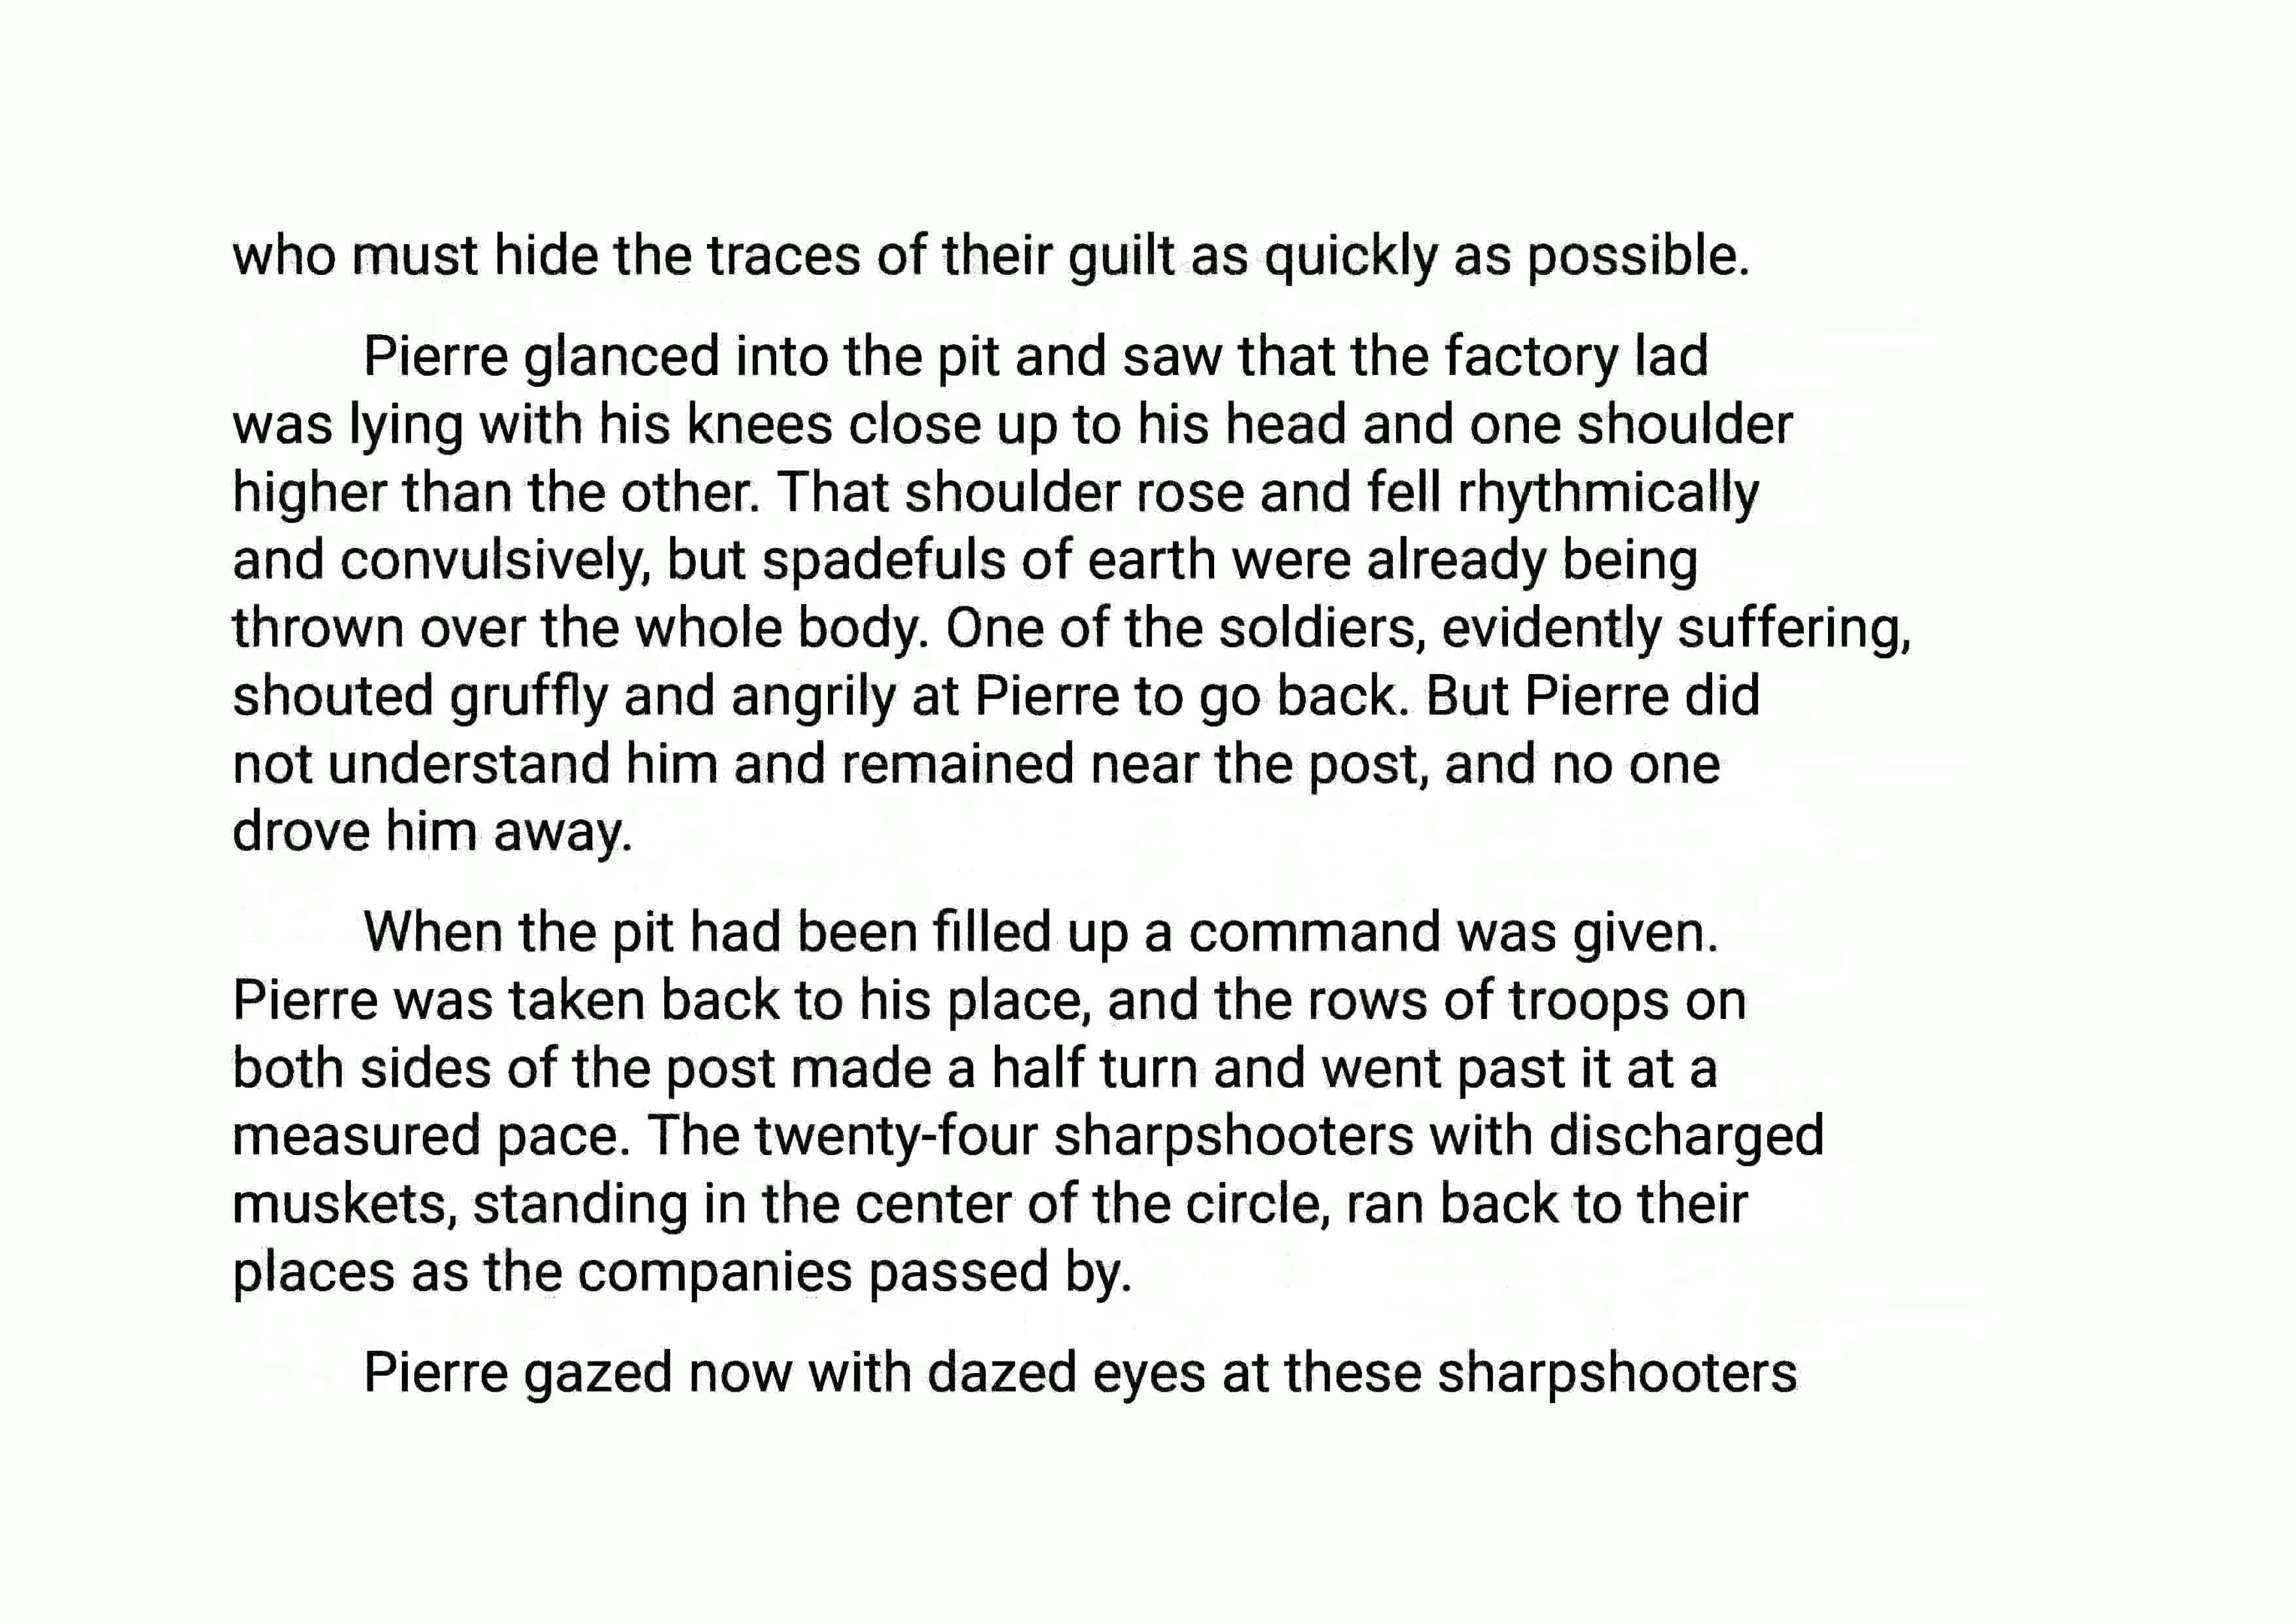 who must hide the traces of their guilt as quickly as possible.
Pierre glanced into the pit and saw that the factory lad
was lying with his knees close up to his head and one shoulder
higher than the other. That shoulder rose and fell rhythmically
and convulsively, but spadefuls of earth were already being
thrown over the whole body. One of the soldiers, evidently suffering,
shouted gruffly and angrily at Pierre to go back. But Pierre did
not understand him and remained near the post, and no one
drove him away.
When the pit had been filled up a command was given.
Pierre was taken back to his place, and the rows of troops on
both sides of the post made a half turn and went past it at a
measured pace. The twenty-four sharpshooters with discharged
muskets, standing in the center of the circle, ran back to their
places as the companies passed by.
Pierre gazed now with dazed eyes at these sharpshooters